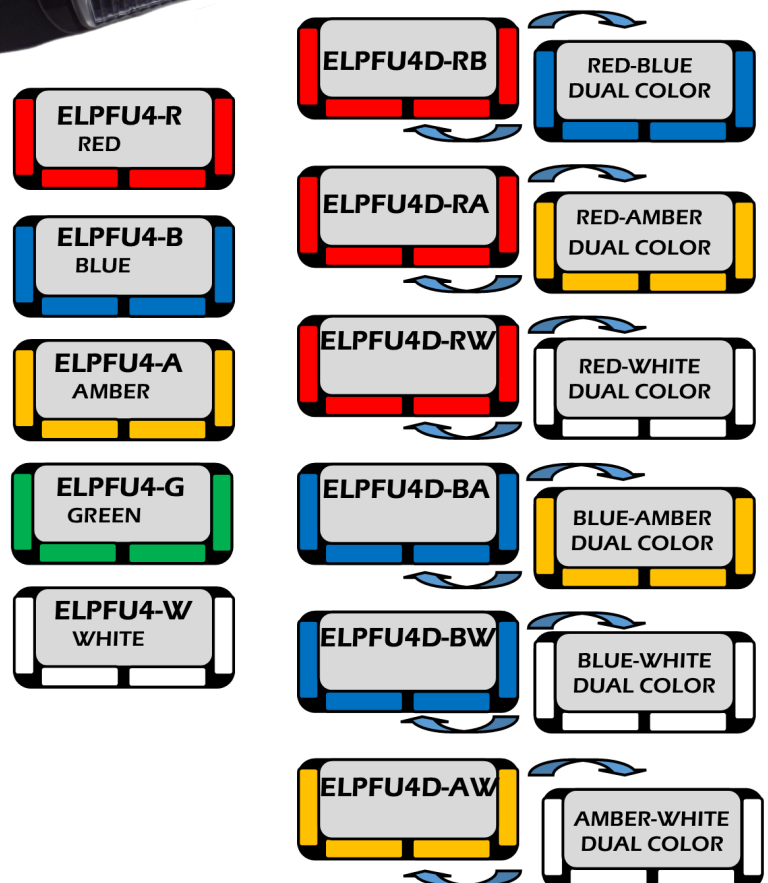 ELPFU4-R
RED
ELPFU4-B
BLUE
ELPFU4-A
AMBER
ELPFU4-G
GREEN
ELPFU4-W
WHITE
ELPFU4D-RB
RED-BLUE
DUAL COLOR
ELPFU4D-RA
RED-AMBER
DUAL COLOR
ELPFU4D-RW
RED-WHITE
DUAL COLOR
ELPFU4D-BA
BLUE-AMBER
DUAL COLOR
ELPFU4D-BW
BLUE-WHITE
DUAL COLOR
ELPFU4D-AW
AMBER-WHITE
DUAL COLOR